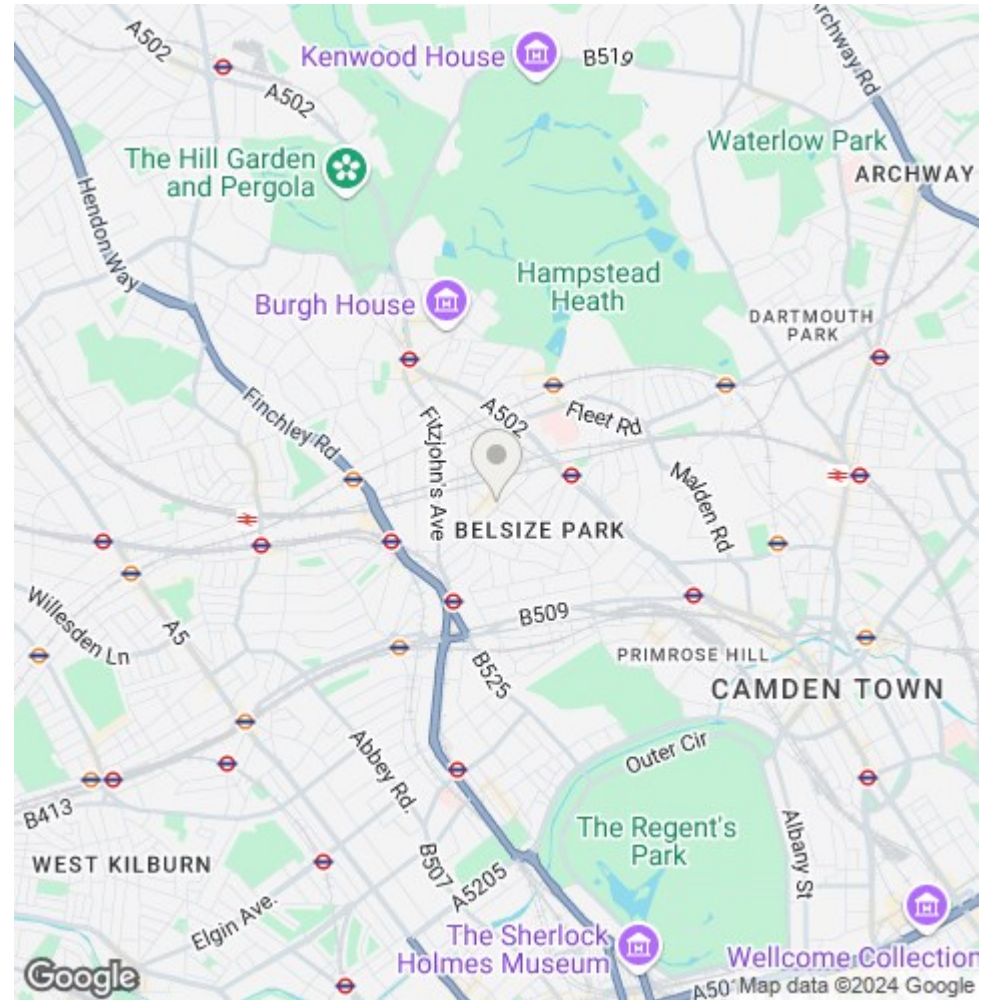 A502
Kenwood House
B519
Archway Rd
A502
The Hill Garden
and Pergola
Waterlow Park
ARCHWAY
Hendon Way
Hampstead
Heath
Burgh House
DARTMOUTH
PARK
Finchley Rd
Fitzjohn's Ave
A502
Fleet Rd
Malden Rd
BELSIZE PARK
Willesden Ln
A5
B509
PRIMROSE HILL
B525
CAMDEN TOWN
Outer Cir
Abbey Rd.
B413
The Regent's
Park
Albany St
WEST KILBURN
B507
A5205
Elgin Ave.
The Sherlock
Holmes Museum
Wellcome Collection
Google
A501
Map data ©2024 Google